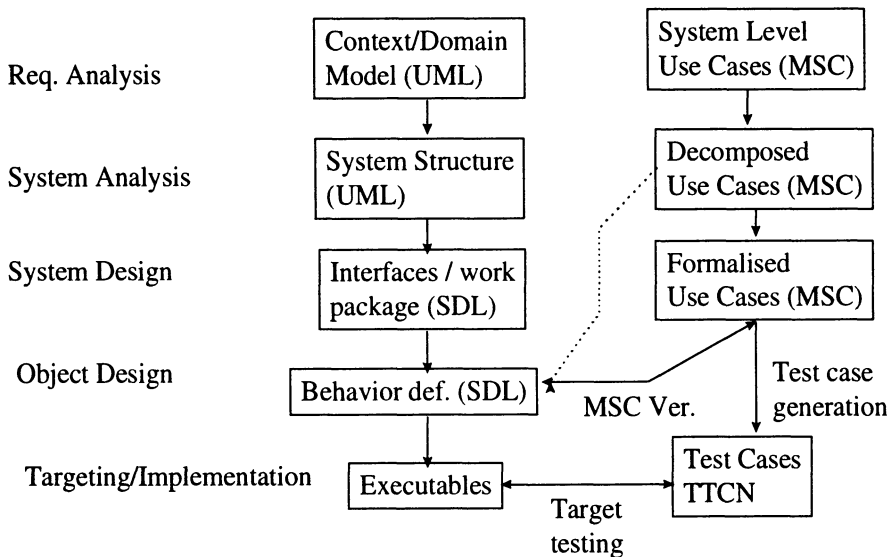 Context/Domain
Model (UML)
System Level
Use Cases (MSC)
Req. Analysis
System Structure
(UML)
Decomposed
Use Cases (MSC)
System Analysis
Interfaces / work
package (SDL)
Formalised
Use Cases (MSC)
System Design
Object Design
Behavior def. (SDL)
MSC Ver.
Test case
generation
Targeting/Implementation
Executables
Target
testing
Test Cases
TTCN